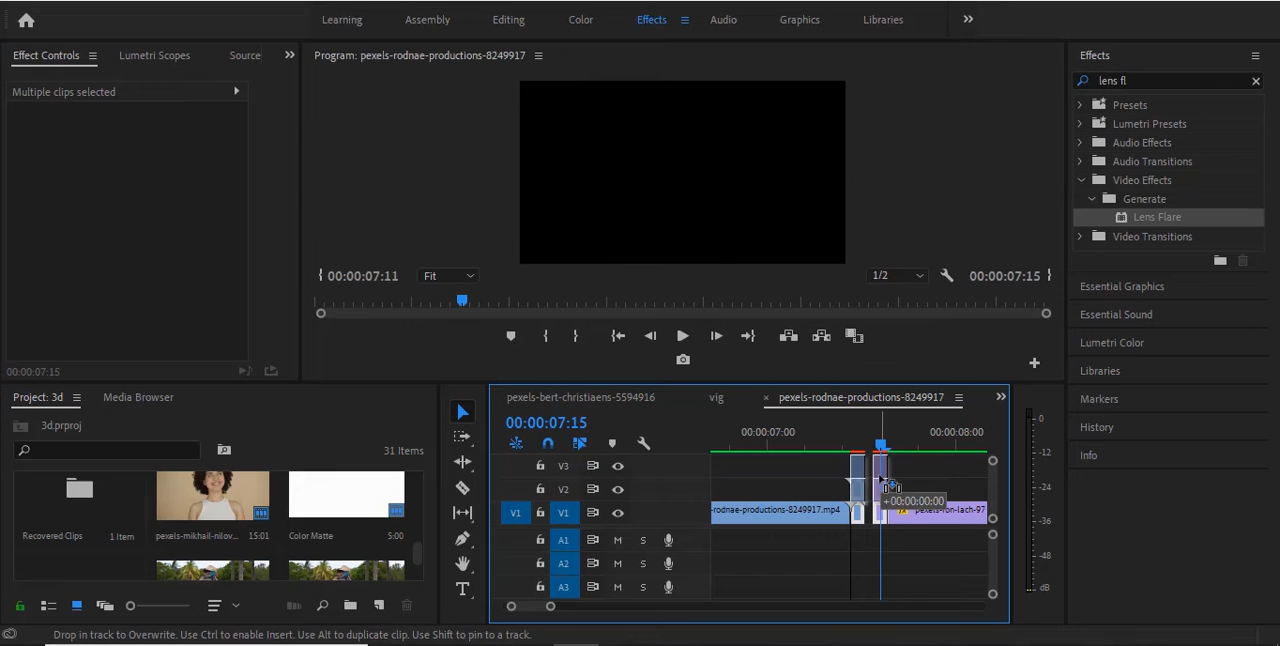 Learning Assembly Editing Color Effects Audio Graphics Libraries
Effect Controls Lumetri Scopes Source
Program: pexels-rodnae-productions-8249917
Effects
Multiple clips selected
lens fl
Presets
Lumetri Presets
Audio Effects
Audio Transitions
Video Effects
Generate
Lens Flare
Video Transitions
00:00:07:11 Fit 1/2 00:00:07:15
Essential Graphics
Essential Sound
Lumetri Color
Libraries
Markers
History
Info
00:00:07:15
Project: 3d Media Browser
3d.prproj
31 Items
Recovered Clips 1 Item
pexels-mikhail-nilov... 15:01
Color Matte 5:00
pexels-bert-christiaens-5594916 vig × pexels-rodnae-productions-8249917
00:00:07:15
00:00:07:00 00:00:08:00
V3
V2
V1 V1
-rodnae-productions-8249917.mp4
fx pexels-ron-lach-97
+00:00:00:00
A1 M S
A2 M S
A3 M S
0
-12
-24
-36
-48
dB
Drop in track to Overwrite. Use Ctrl to enable Insert. Use Alt to duplicate clip. Use Shift to pin to a track.